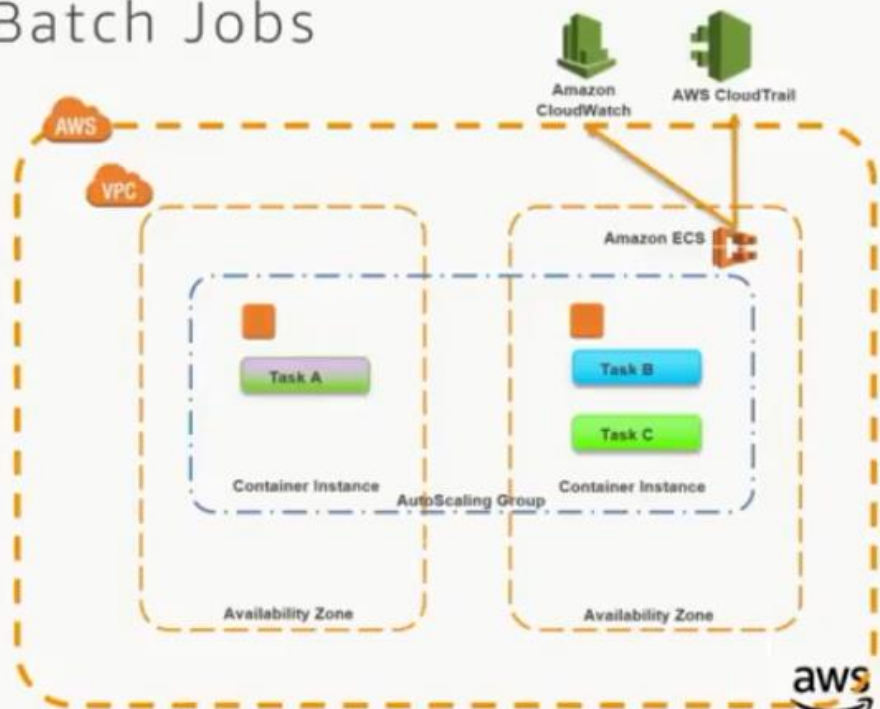 Batch Jobs
Amazon
CloudWatch
AWS CloudTrail
AWS
VPC
Amazon ECS
Task A
Task B
Task C
Container Instance
Container Instance
AutoScaling Group
Availability Zone
Availability Zone
aws